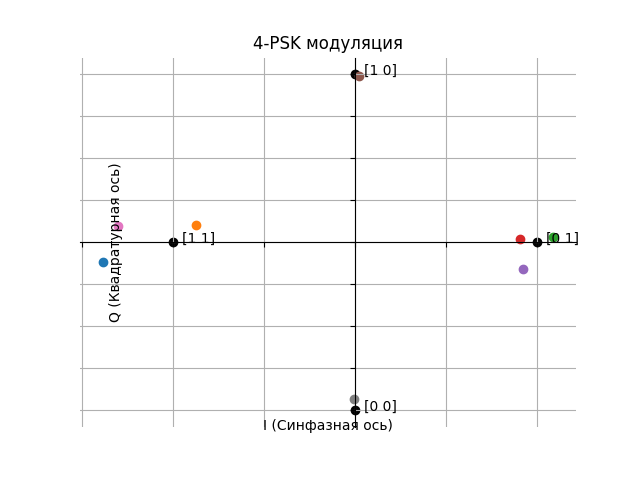 4-PSK модуляция
[1 0]
Q (Квадратурная ось)
[1 1]
[0 1]
[0 0]
I (Синфазная ось)